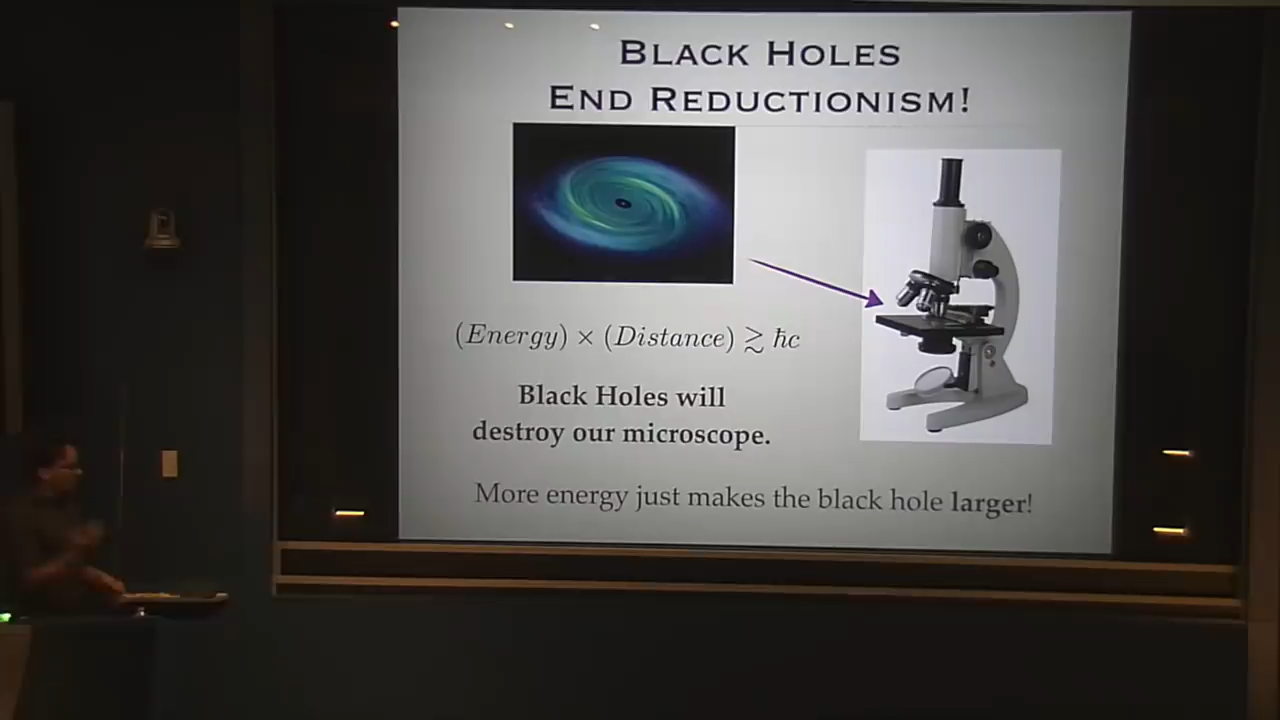 BLACK HOLES
END REDUCTIONISM!
(Energy) × (Distance) ≳ ħc
Black Holes will
destroy our microscope.
More energy just makes the black hole larger!